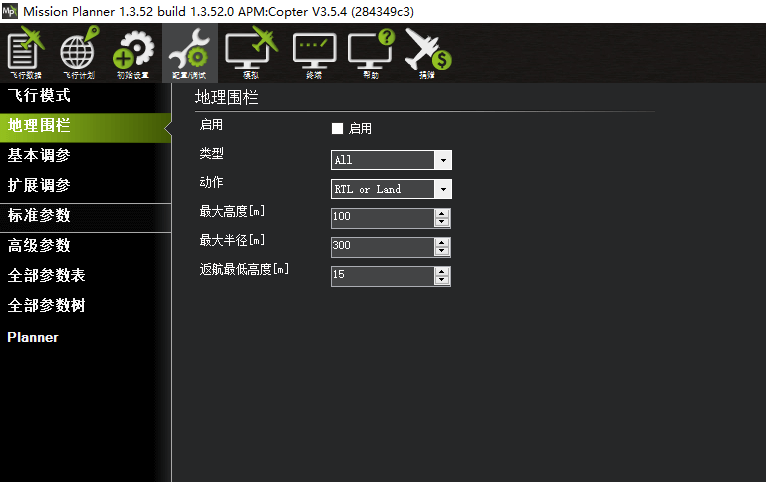 Mission Planner 1.3.52 build 1.3.52.0 APM:Copter V3.5.4 (284349c3)
飞行数据 飞行计划 初始设置 配置/调试 模拟 终端 帮助 捐赠
飞行模式
地理围栏
基本调参
扩展调参
标准参数
高级参数
全部参数表
全部参数树
Planner
地理围栏
启用 启用
类型 All
动作 RTL or Land
最大高度[m] 100
最大半径[m] 300
返航最低高度[m] 15